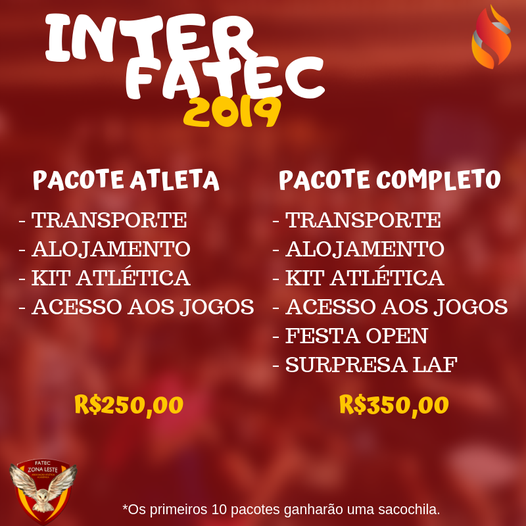 INTER
FATEC
2019
PACOTE ATLETA
- TRANSPORTE
- ALOJAMENTO
- KIT ATLÉTICA
- ACESSO AOS JOGOS
R$250,00
PACOTE COMPLETO
- TRANSPORTE
- ALOJAMENTO
- KIT ATLÉTICA
- ACESSO AOS JOGOS
- FESTA OPEN
- SURPRESA LAF
R$350,00
FATEC
ZONA LESTE
*Os primeiros 10 pacotes ganharão uma sacochila.